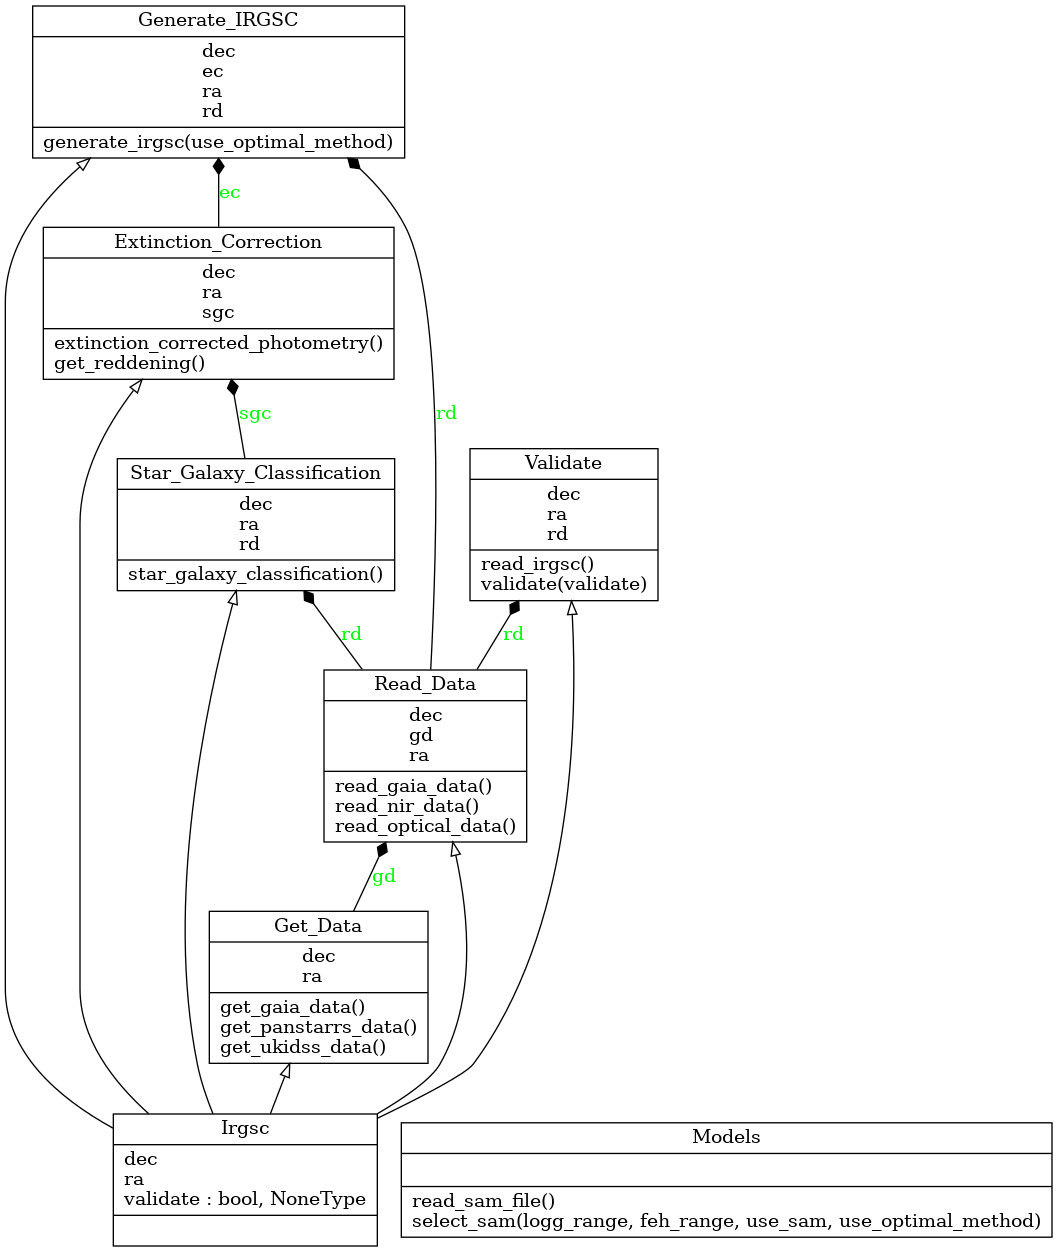 Generate_IRGSC
dec
ec
ra
rd
generate_irgsc(use_optimal_method)
ec
Extinction_Correction
dec
ra
sgc
extinction_corrected_photometry()
get_reddening()
sgc
rd
Star_Galaxy_Classification
dec
ra
rd
star_galaxy_classification()
Validate
dec
ra
rd
read_irgsc()
validate(validate)
rd
rd
Read_Data
dec
gd
ra
read_gaia_data()
read_nir_data()
read_optical_data()
gd
Get_Data
dec
ra
get_gaia_data()
get_panstarrs_data()
get_ukidss_data()
Irgsc
dec
ra
validate : bool, NoneType
Models
read_sam_file()
select_sam(logg_range, feh_range, use_sam, use_optimal_method)